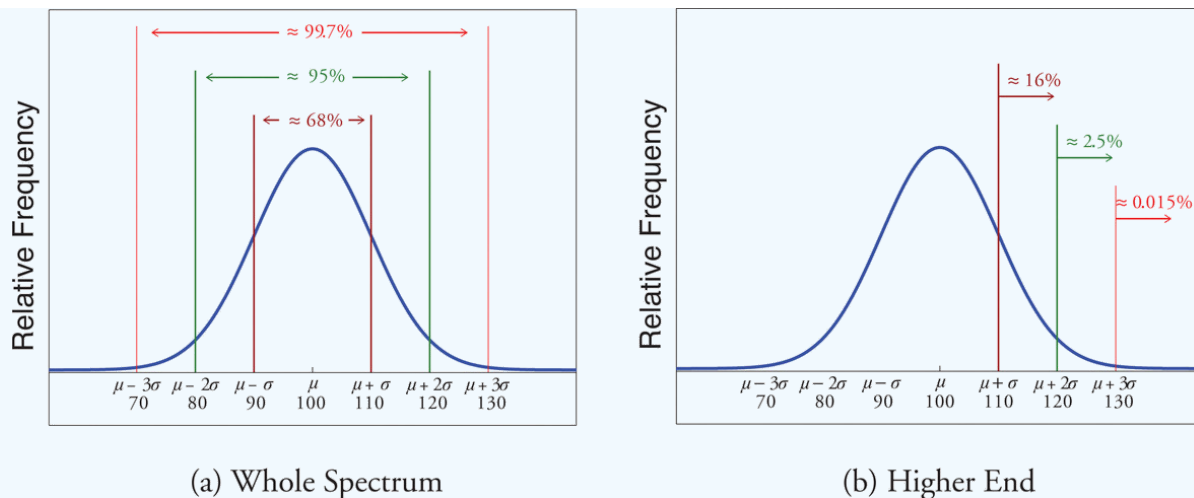 Relative Frequency
≈ 99.7%
≈ 95%
≈ 68%
μ − 3σ μ − 2σ μ − σ μ μ + σ μ + 2σ μ + 3σ
70 80 90 100 110 120 130
(a) Whole Spectrum
Relative Frequency
≈ 16%
≈ 2.5%
≈ 0.015%
μ − 3σ μ − 2σ μ − σ μ μ + σ μ + 2σ μ + 3σ
70 80 90 100 110 120 130
(b) Higher End